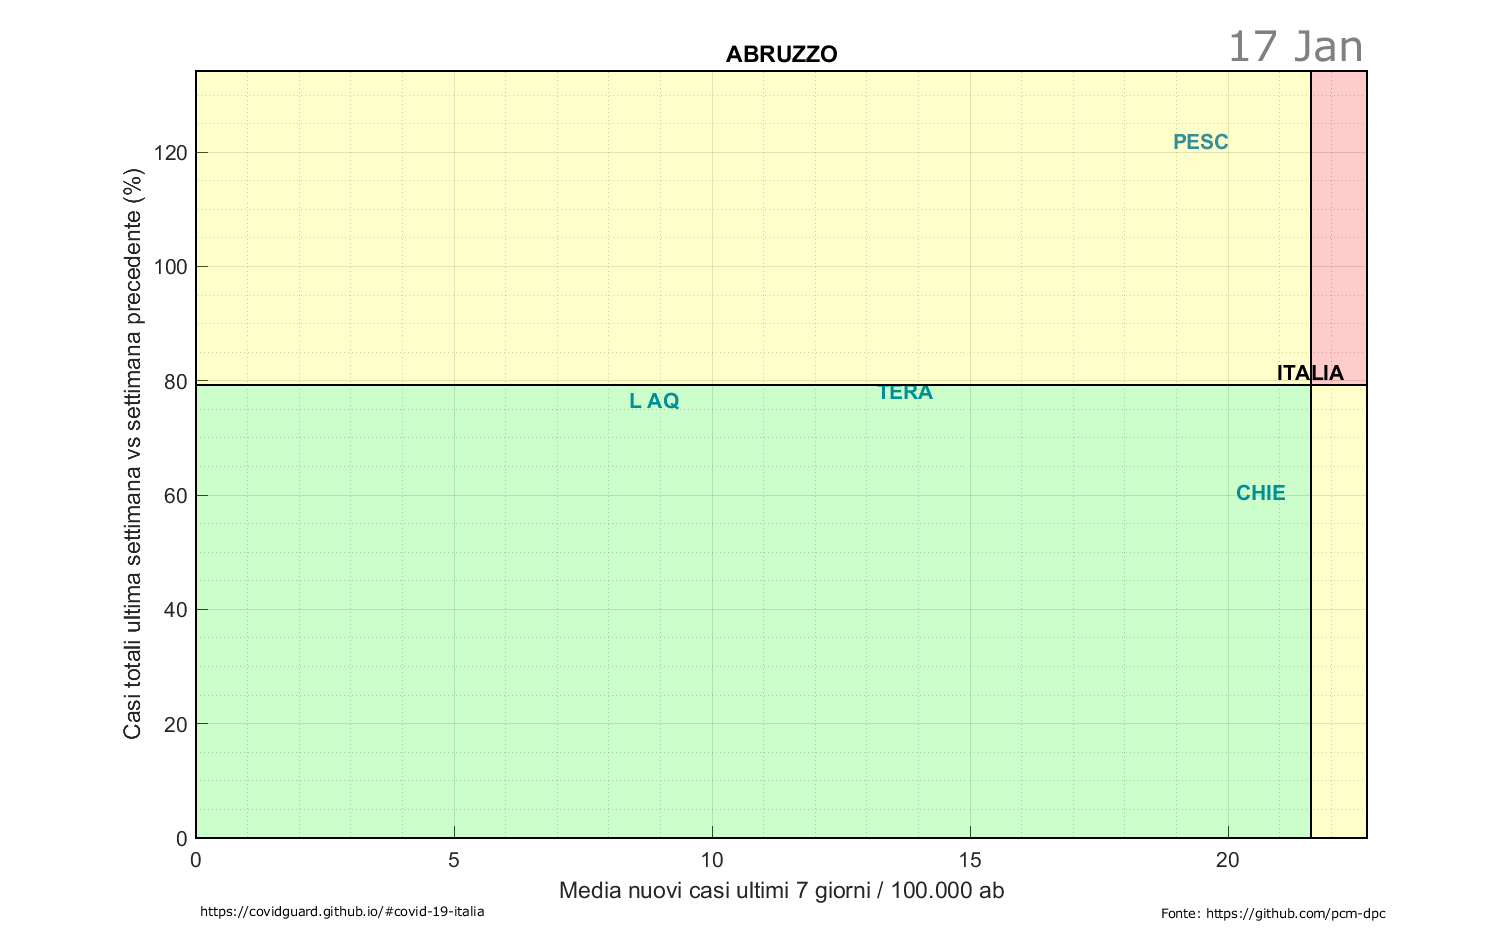 ABRUZZO
17 Jan
Casi totali ultima settimana vs settimana precedente (%)
120
100
80
60
40
20
0
PESC
ITALIA
TERA
L AQ
CHIE
0 5 10 15 20
Media nuovi casi ultimi 7 giorni / 100.000 ab
https://covidguard.github.io/#covid-19-italia
Fonte: https://github.com/pcm-dpc